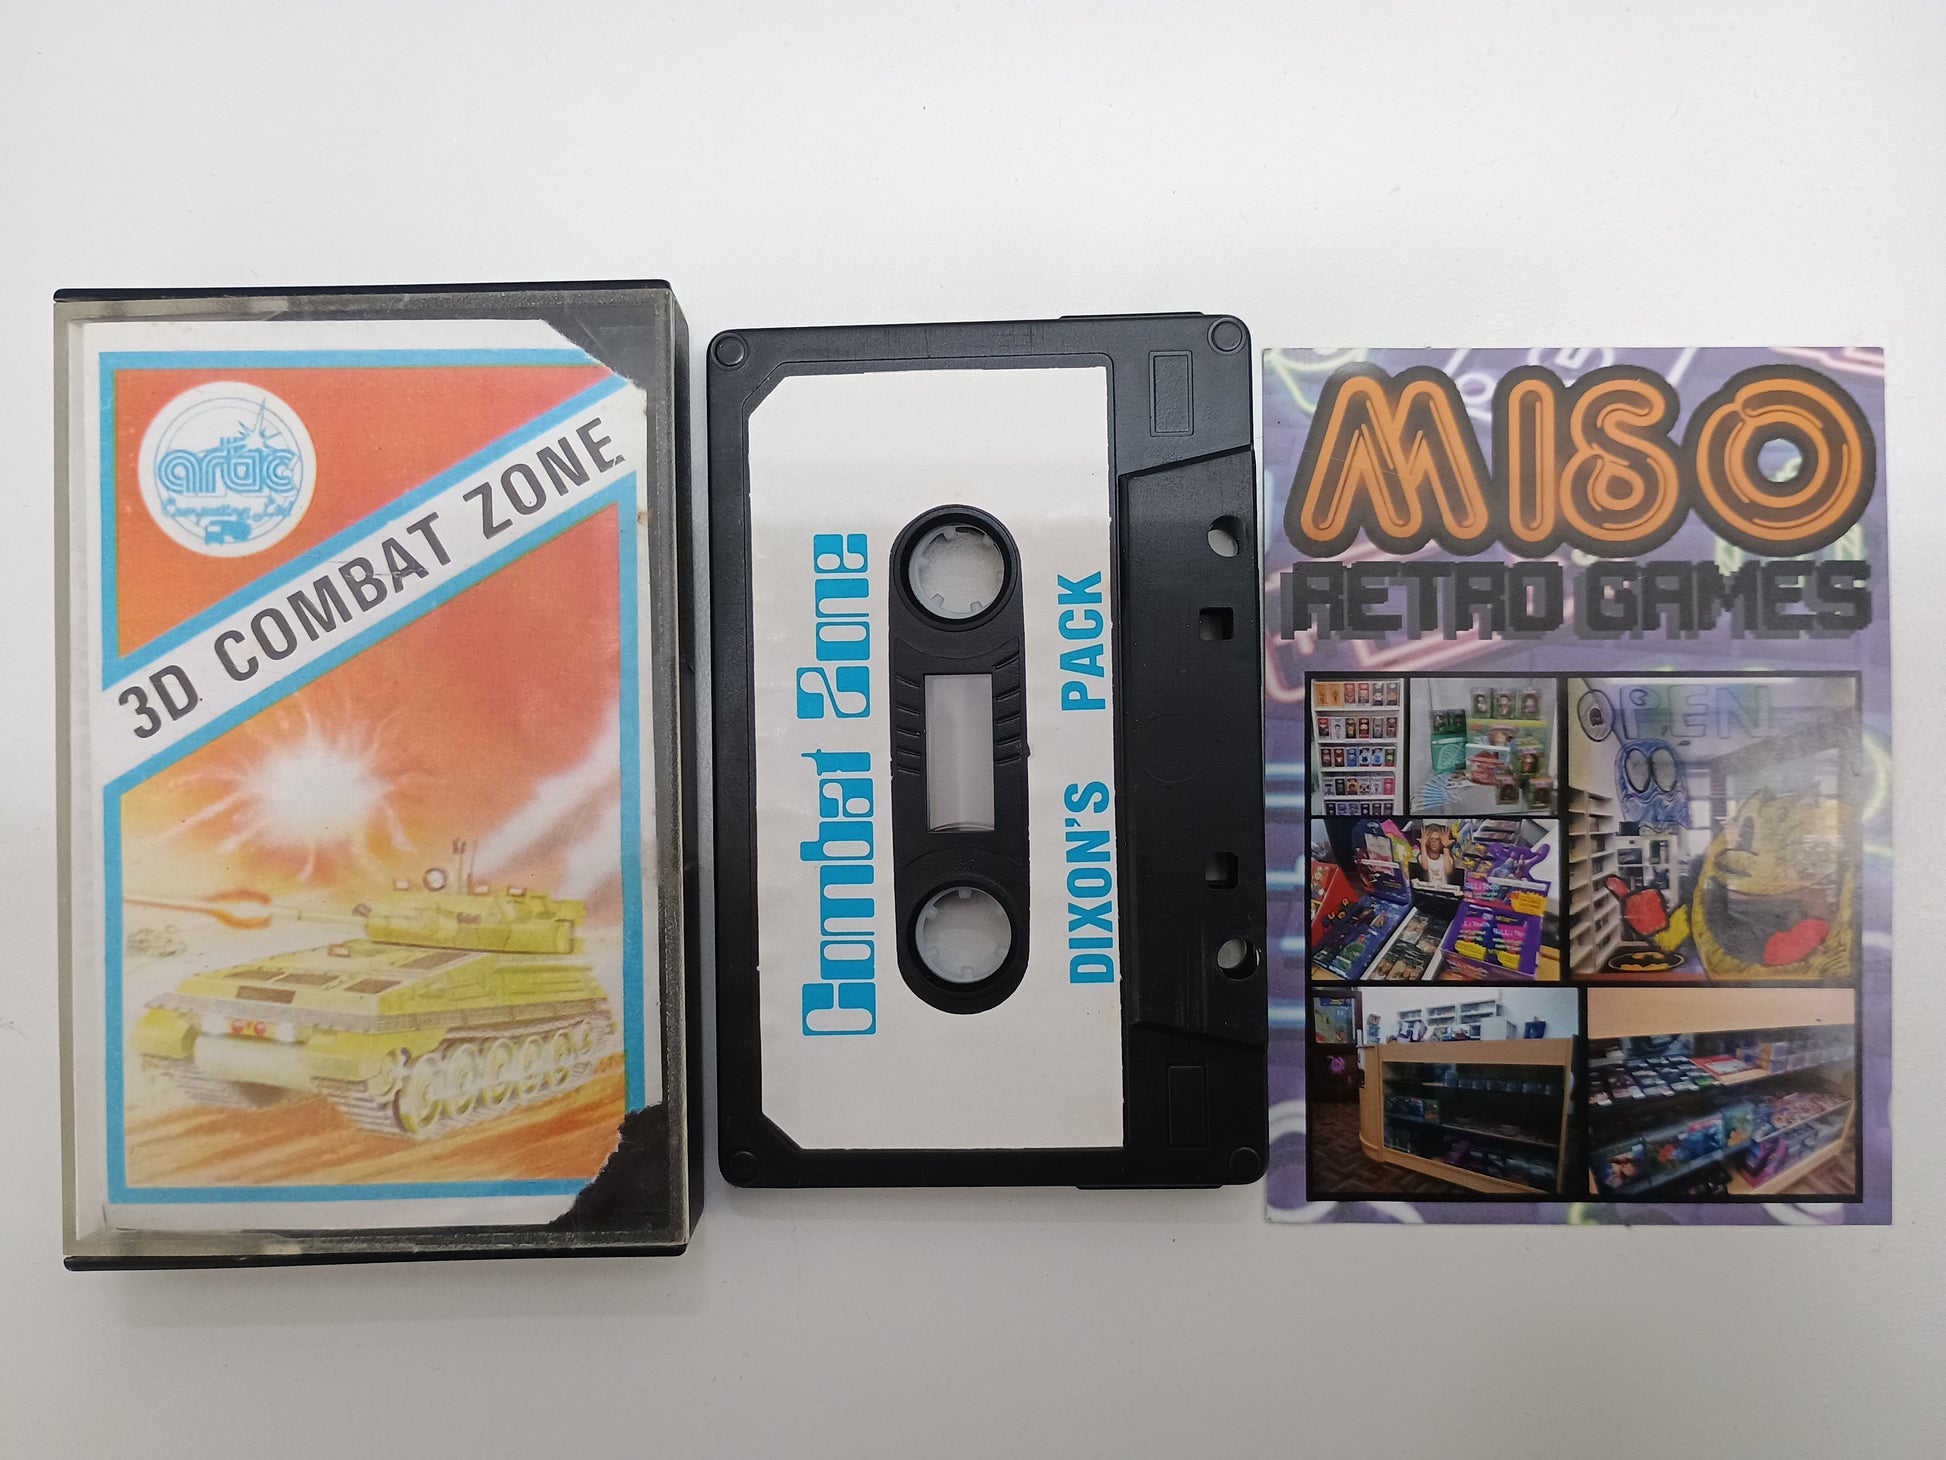 artic
Computing Ltd
3D COMBAT ZONE
Combat Zone
DIXON'S PACK
MISO
RETRO GAMES
OPEN